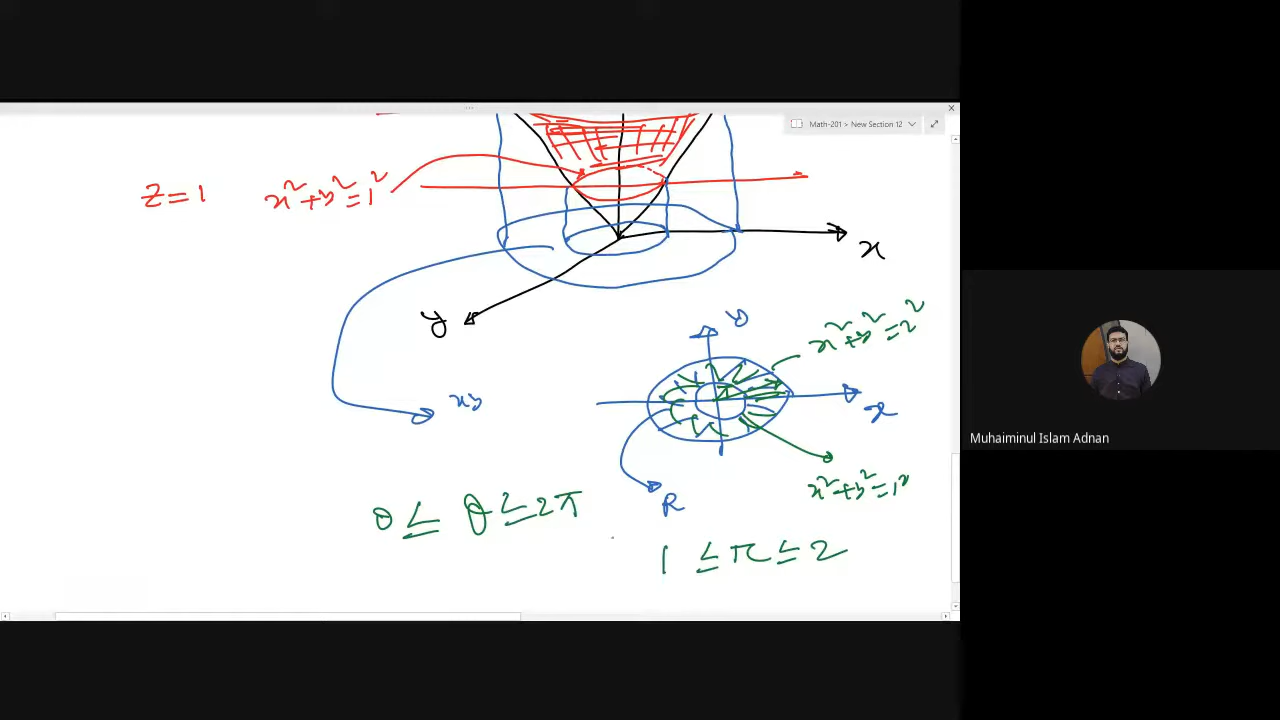 Math-201 > New Section 12
z = 1 x² + y² = 1²
x
y
y
x² + y² = 2²
xy
x
x² + y² = 1²
R
0 ≤ θ ≤ 2π
1 ≤ r ≤ 2
Muhaiminul Islam Adnan